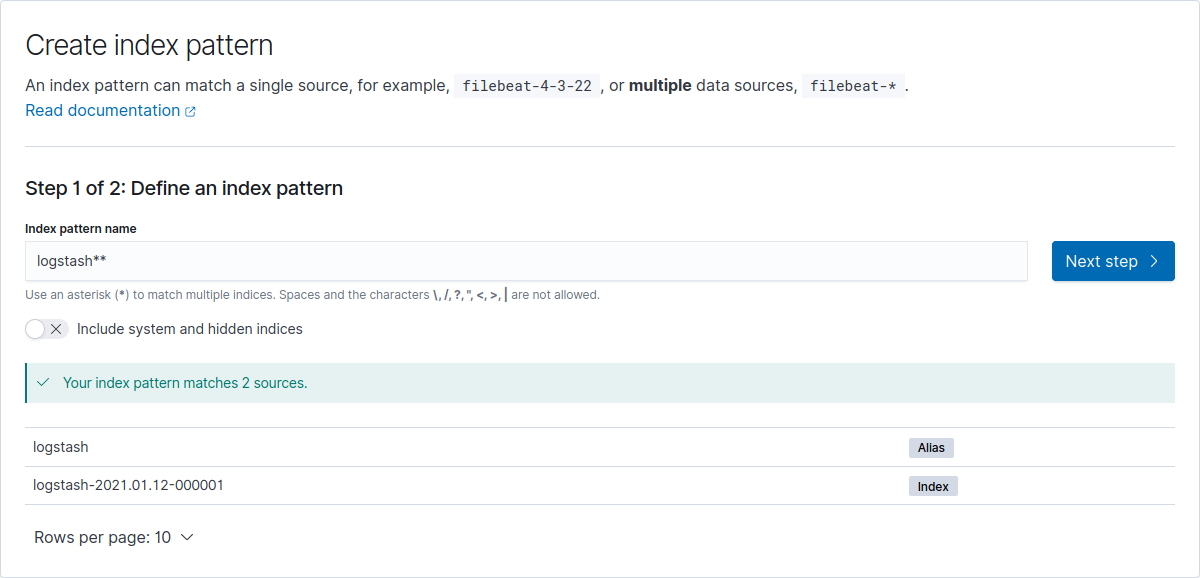 Create index pattern
An index pattern can match a single source, for example, filebeat-4-3-22 , or multiple data sources, filebeat-* .
Read documentation
Step 1 of 2: Define an index pattern
Index pattern name
logstash**
Next step
Use an asterisk (*) to match multiple indices. Spaces and the characters \, /, ?, ", <, >, | are not allowed.
Include system and hidden indices
Your index pattern matches 2 sources.
logstash Alias
logstash-2021.01.12-000001 Index
Rows per page: 10